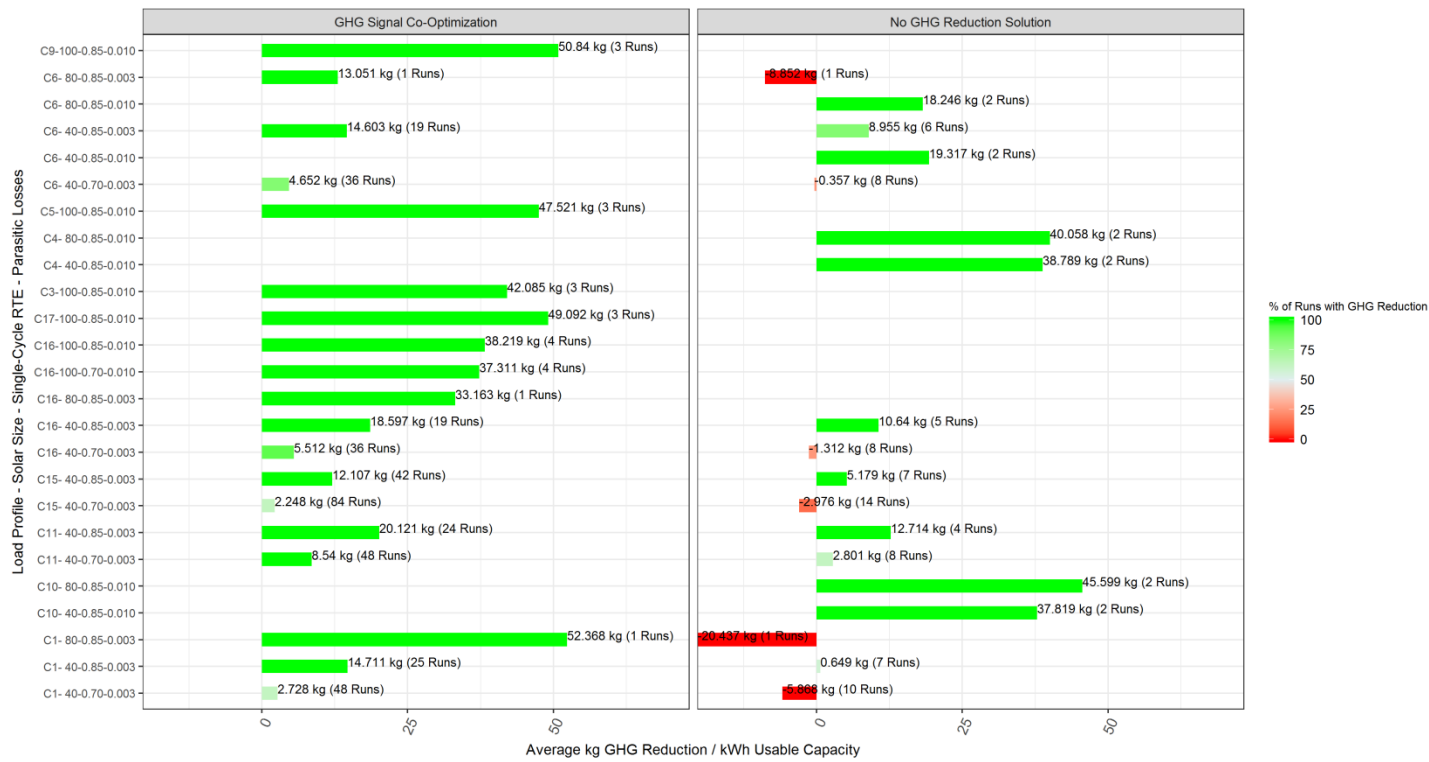 GHG Signal Co-Optimization
No GHG Reduction Solution
Load Profile - Solar Size - Single-Cycle RTE - Parasitic Losses
C9-100-0.85-0.010
50.84 kg (3 Runs)
C6- 80-0.85-0.003
13.051 kg (1 Runs)
-8.852 kg (1 Runs)
C6- 80-0.85-0.010
18.246 kg (2 Runs)
C6- 40-0.85-0.003
14.603 kg (19 Runs)
8.955 kg (6 Runs)
C6- 40-0.85-0.010
19.317 kg (2 Runs)
C6- 40-0.70-0.003
4.652 kg (36 Runs)
-0.357 kg (8 Runs)
C5-100-0.85-0.010
47.521 kg (3 Runs)
C4- 80-0.85-0.010
40.058 kg (2 Runs)
C4- 40-0.85-0.010
38.789 kg (2 Runs)
C3-100-0.85-0.010
42.085 kg (3 Runs)
C17-100-0.85-0.010
49.092 kg (3 Runs)
C16-100-0.85-0.010
38.219 kg (4 Runs)
C16-100-0.70-0.010
37.311 kg (4 Runs)
C16- 80-0.85-0.003
33.163 kg (1 Runs)
C16- 40-0.85-0.003
18.597 kg (19 Runs)
10.64 kg (5 Runs)
C16- 40-0.70-0.003
5.512 kg (36 Runs)
-1.312 kg (8 Runs)
C15-40-0.85-0.003
12.107 kg (42 Runs)
5.179 kg (7 Runs)
C15- 40-0.70-0.003
2.248 kg (84 Runs)
-2.976 kg (14 Runs)
C11- 40-0.85-0.003
20.121 kg (24 Runs)
12.714 kg (4 Runs)
C11- 40-0.70-0.003
8.54 kg (48 Runs)
2.801 kg (8 Runs)
C10- 80-0.85-0.010
45.599 kg (2 Runs)
C10- 40-0.85-0.010
37.819 kg (2 Runs)
C1- 80-0.85-0.003
52.368 kg (1 Runs)
-20.437 kg (1 Runs)
C1- 40-0.85-0.003
14.711 kg (25 Runs)
0.649 kg (7 Runs)
C1- 40-0.70-0.003
2.728 kg (48 Runs)
-5.868 kg (10 Runs)
0
25
50
0
25
50
Average kg GHG Reduction / kWh Usable Capacity
% of Runs with GHG Reduction
100
75
50
25
0